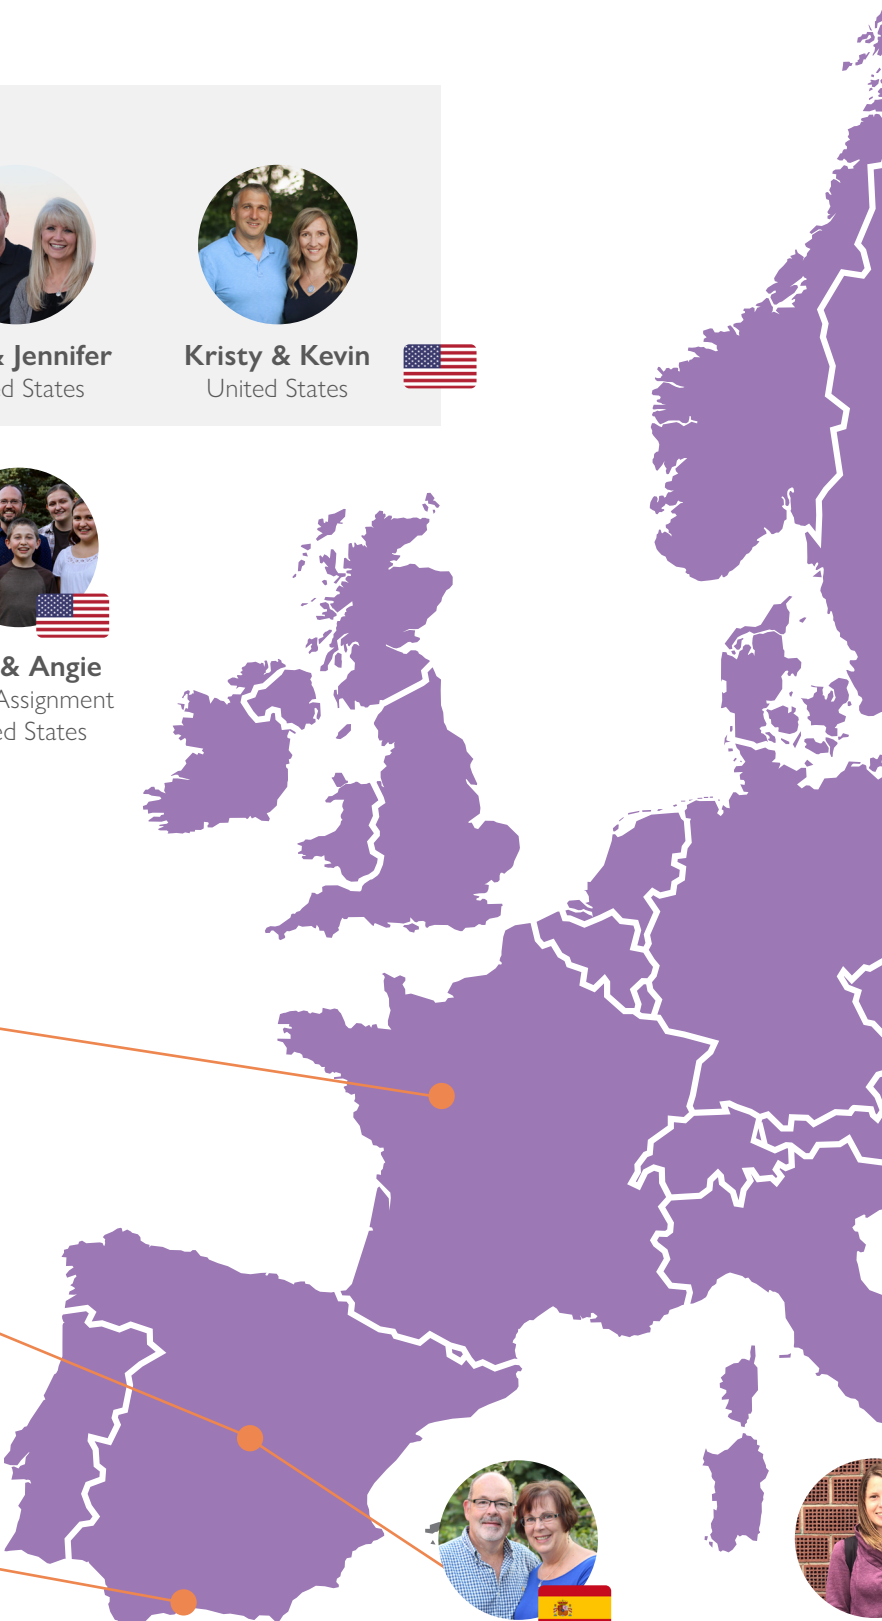 & Jennifer
d States
Kristy & Kevin
United States
& Angie
Assignment
ed States